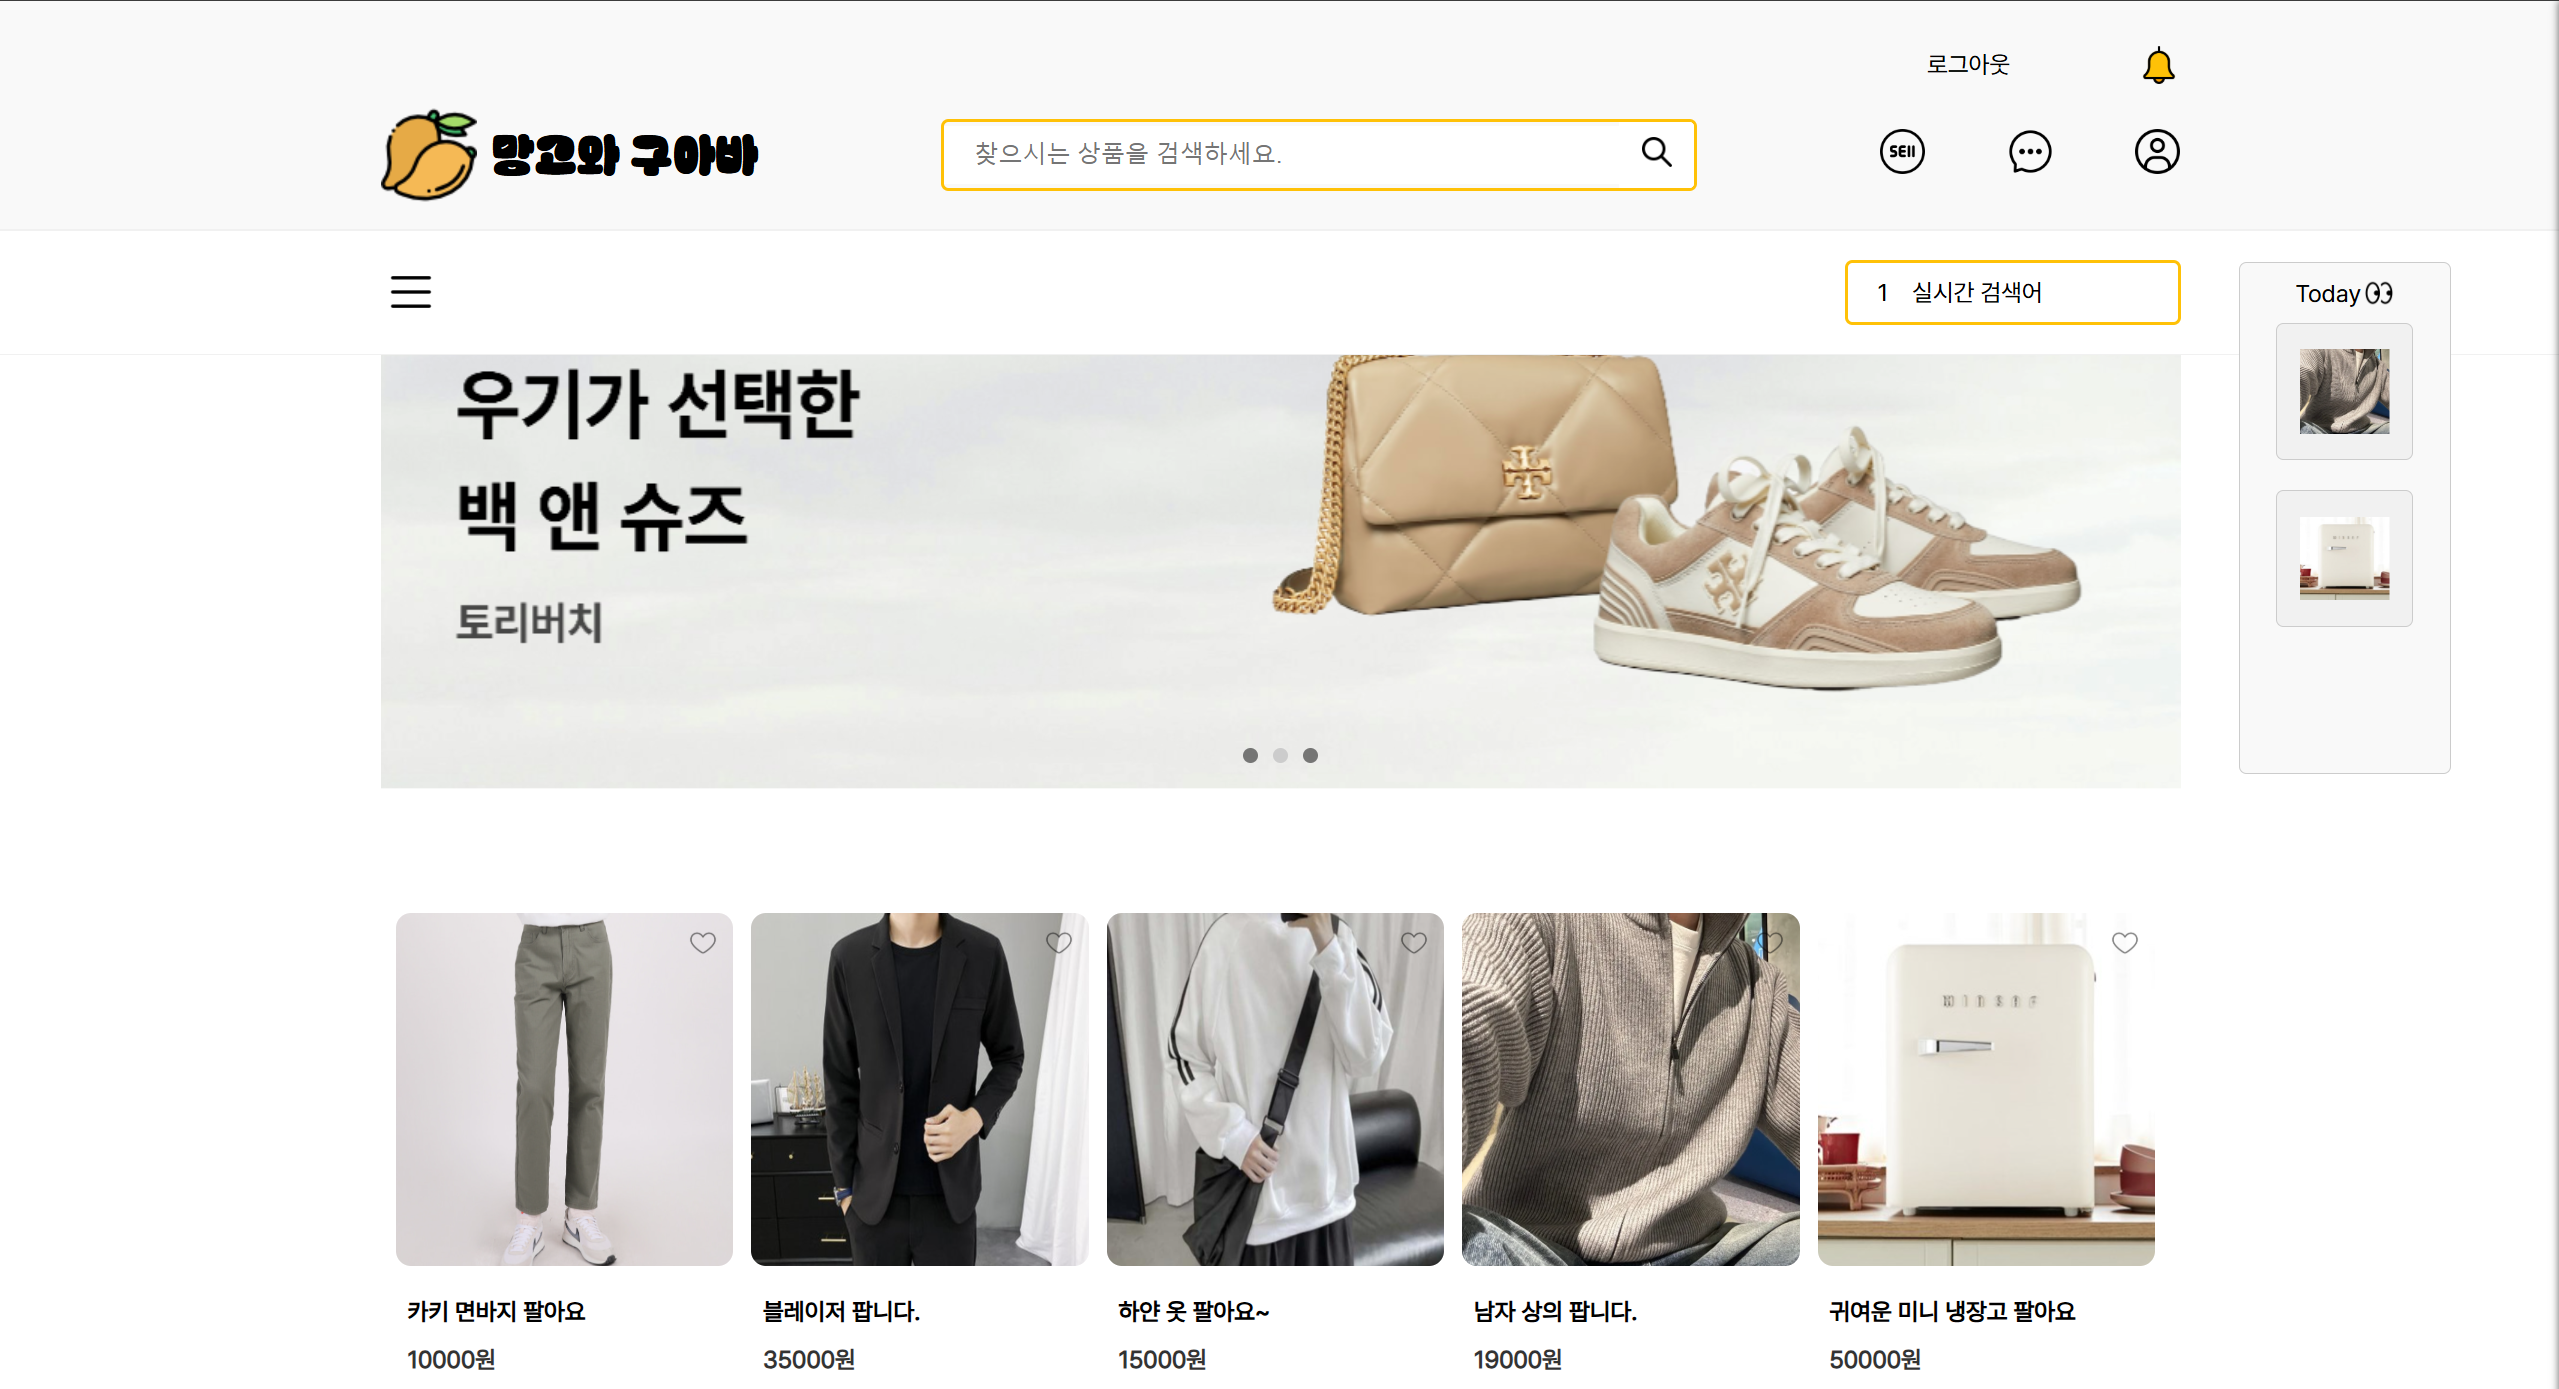 로그아웃
망고와 구아바
찾으시는 상품을 검색하세요.
SEll
1 실시간 검색어
Today
우기가 선택한
백 앤 슈즈
토리버치
카키 면바지 팔아요
10000원
블레이저 팝니다.
35000원
하얀 옷 팔아요~
15000원
남자 상의 팝니다.
19000원
귀여운 미니 냉장고 팔아요
50000원